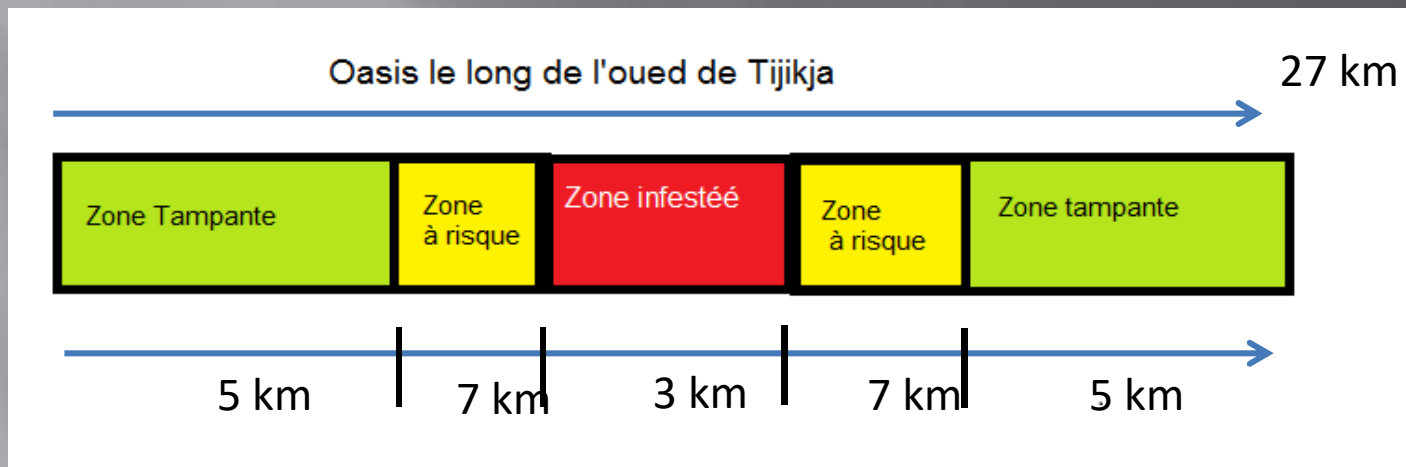 Oasis le long de l'oued de Tijikja
27 km
Zone Tampante
Zone
à risque
Zone infestéé
Zone
à risque
Zone tampante
5 km
7 km
3 km
7 km
5 km